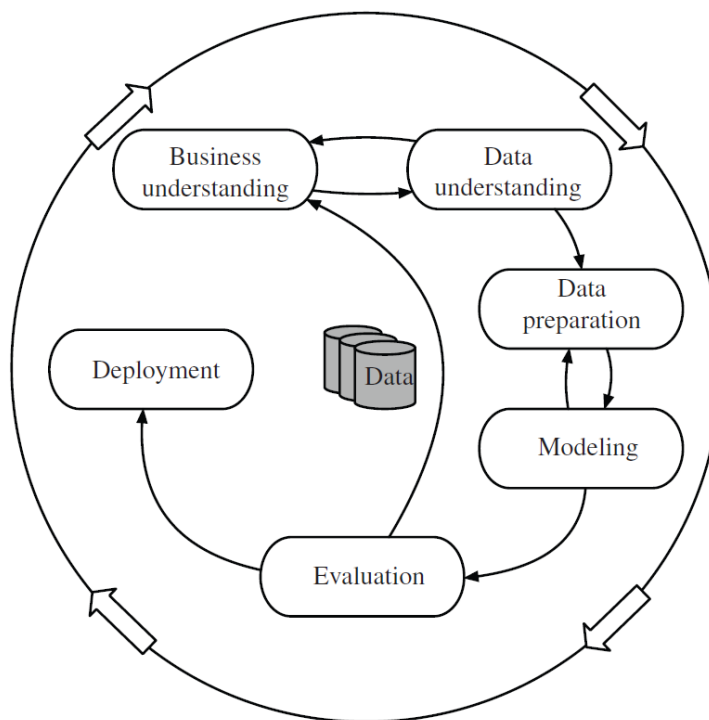 Business
understanding
Data
understanding
Data
preparation
Deployment
Data
Modeling
Evaluation